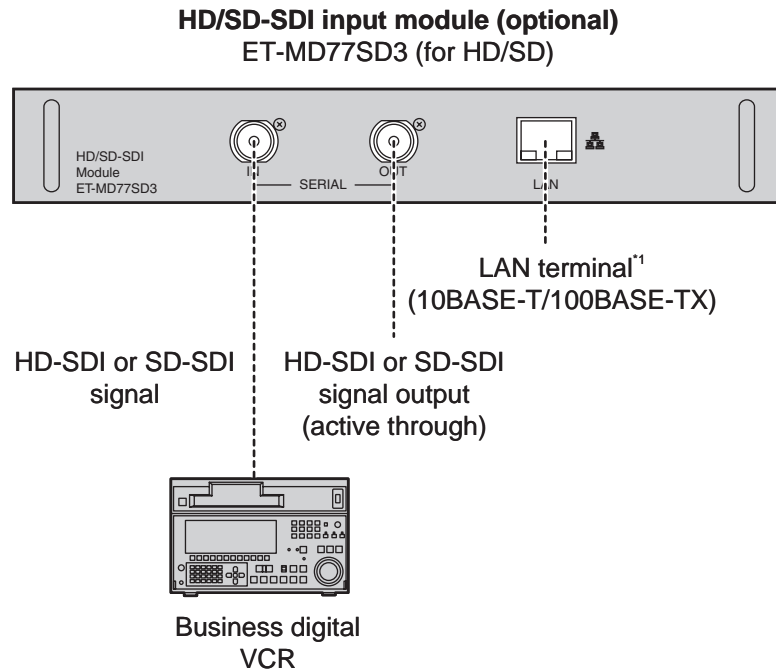 HD/SD-SDI input module (optional)
ET-MD77SD3 (for HD/SD)
HD/SD-SDI
Module
ET-MD77SD3
IN
OUT
SERIAL
LAN
LAN terminal*1
(10BASE-T/100BASE-TX)
HD-SDI or SD-SDI
signal
HD-SDI or SD-SDI
signal output
(active through)
Business digital
VCR